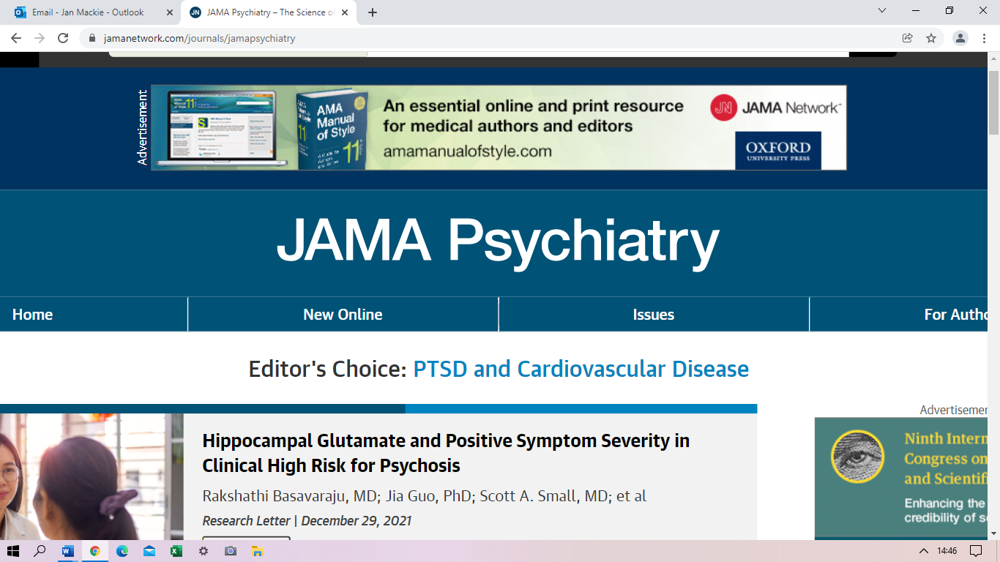 Email - Jan Mackie - Outlook
JAMA Psychiatry – The Science of
jamanetwork.com/journals/jamapsychiatry
Advertisement
AMA
Manual
of Style
11
An essential online and print resource
for medical authors and editors
amamanualofstyle.com
JN JAMA Network
OXFORD
UNIVERSITY PRESS
JAMA Psychiatry
Home
New Online
Issues
For Autho
Editor's Choice: PTSD and Cardiovascular Disease
Hippocampal Glutamate and Positive Symptom Severity in
Clinical High Risk for Psychosis
Rakshathi Basavaraju, MD; Jia Guo, PhD; Scott A. Small, MD; et al
Research Letter | December 29, 2021
Advertisemen
Ninth Intern
Congress on
and Scientif
Enhancing the
credibility of s
14:46